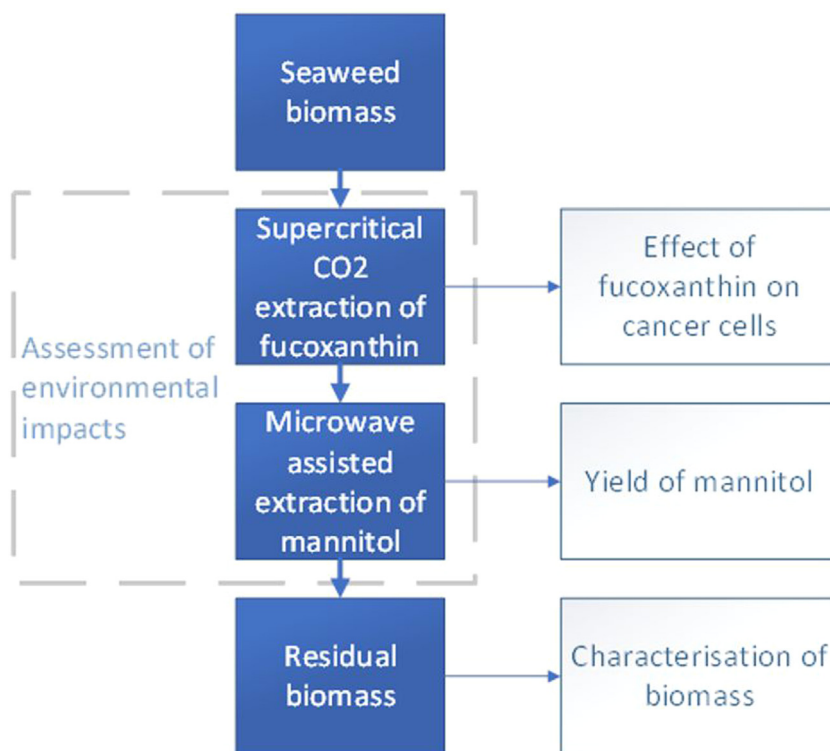 Seaweed
biomass
Supercritical
CO2
extraction of
fucoxanthin
Effect of
fucoxanthin on
cancer cells
Assessment of
environmental
impacts
Microwave
assisted
extraction of
mannitol
Yield of mannitol
Residual
biomass
Characterisation of
biomass